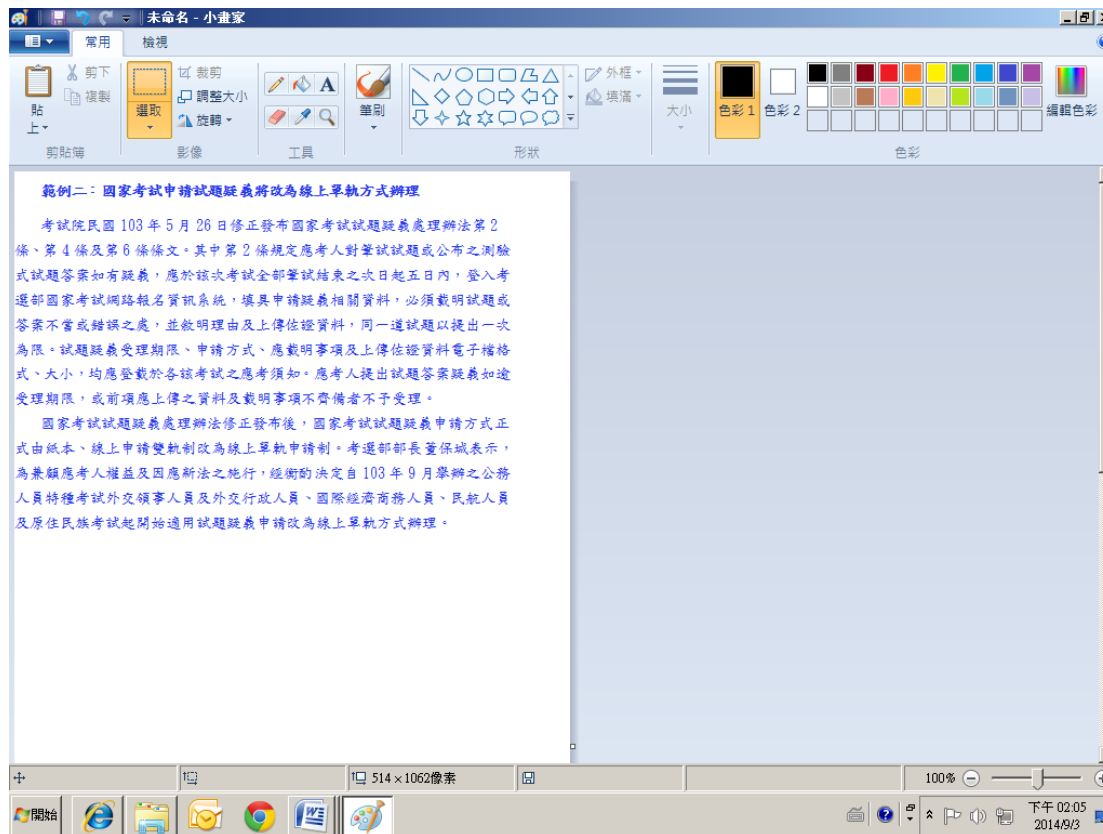 未命名 - 小畫家
常用
檢視
貼上
剪下
複製
剪貼簿
選取
裁剪
調整大小
旋轉
影像
A
工具
筆刷
外框
填滿
形狀
大小
色彩 1
色彩 2
編輯色彩
色彩
範例二：國家考試申請試題疑義將改為線上單軌方式辦理
考試院民國 103 年 5 月 26 日修正發布國家考試試題疑義處理辦法第 2
條、第 4 條及第 6 條條文。其中第 2 條規定應考人對筆試試題或公布之測驗
式試題答案如有疑義，應於該次考試全部筆試結束之次日起五日內，登入考
選部國家考試網路報名資訊系統，填具申請疑義相關資料，必須載明試題或
答案不當或錯誤之處，並敘明理由及上傳佐證資料，同一道試題以提出一次
為限。試題疑義受理期限、申請方式、應載明事項及上傳佐證資料電子檔格
式、大小，均應登載於各該考試之應考須知。應考人提出試題答案疑義如逾
受理期限，或前項應上傳之資料及載明事項不齊備者不予受理。
國家考試試題疑義處理辦法修正發布後，國家考試試題疑義申請方式正
式由紙本、線上申請雙軌制改為線上單軌申請制。考選部部長董保城表示，
為兼顧應考人權益及因應新法之施行，經衡酌決定自 103 年 9 月舉辦之公務
人員特種考試外交領事人員及外交行政人員、國際經濟商務人員、民航人員
及原住民族考試起開始適用試題疑義申請改為線上單軌方式辦理。
514 × 1062像素
100%
開始
下午 02:05
2014/9/3